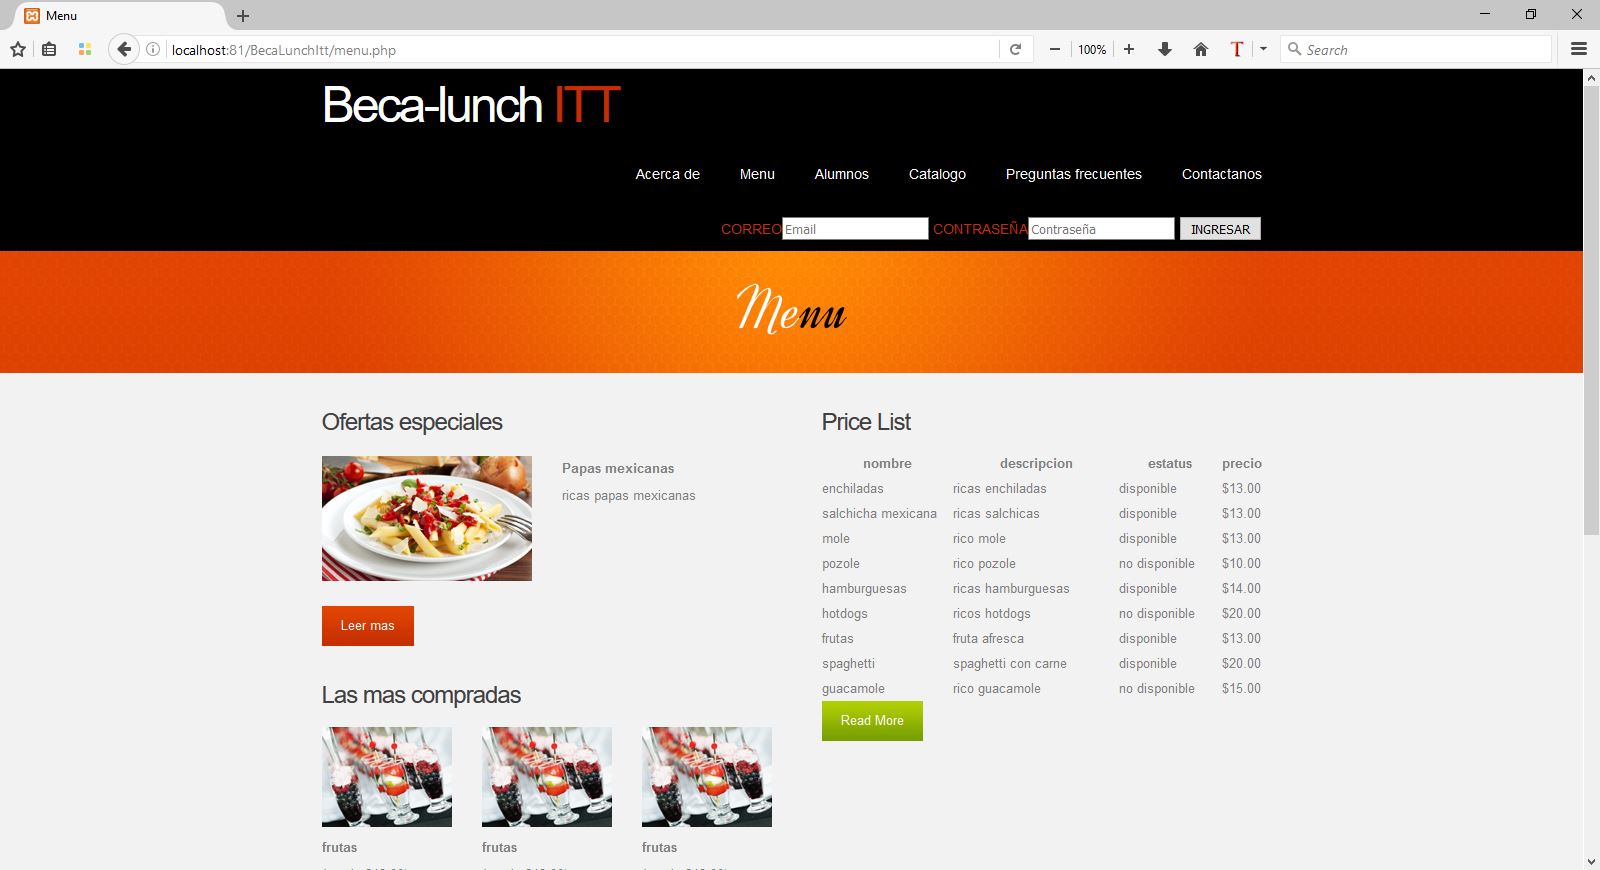 Menu
localhost:81/BecaLunchItt/menu.php
100%
Search
Beca-lunch ITT
Acerca de Menu Alumnos Catalogo Preguntas frecuentes Contactanos
CORREO Email CONTRASEÑA Contraseña INGRESAR
Menu
Ofertas especiales
Papas mexicanas
ricas papas mexicanas
Leer mas
Las mas compradas
frutas frutas frutas
Price List
nombre descripcion estatus precio
enchiladas ricas enchiladas disponible $13.00
salchicha mexicana ricas salchicas disponible $13.00
mole rico mole disponible $13.00
pozole rico pozole no disponible $10.00
hamburguesas ricas hamburguesas disponible $14.00
hotdogs ricos hotdogs no disponible $20.00
frutas fruta afresca disponible $13.00
spaghetti spaghetti con carne disponible $20.00
guacamole rico guacamole no disponible $15.00
Read More